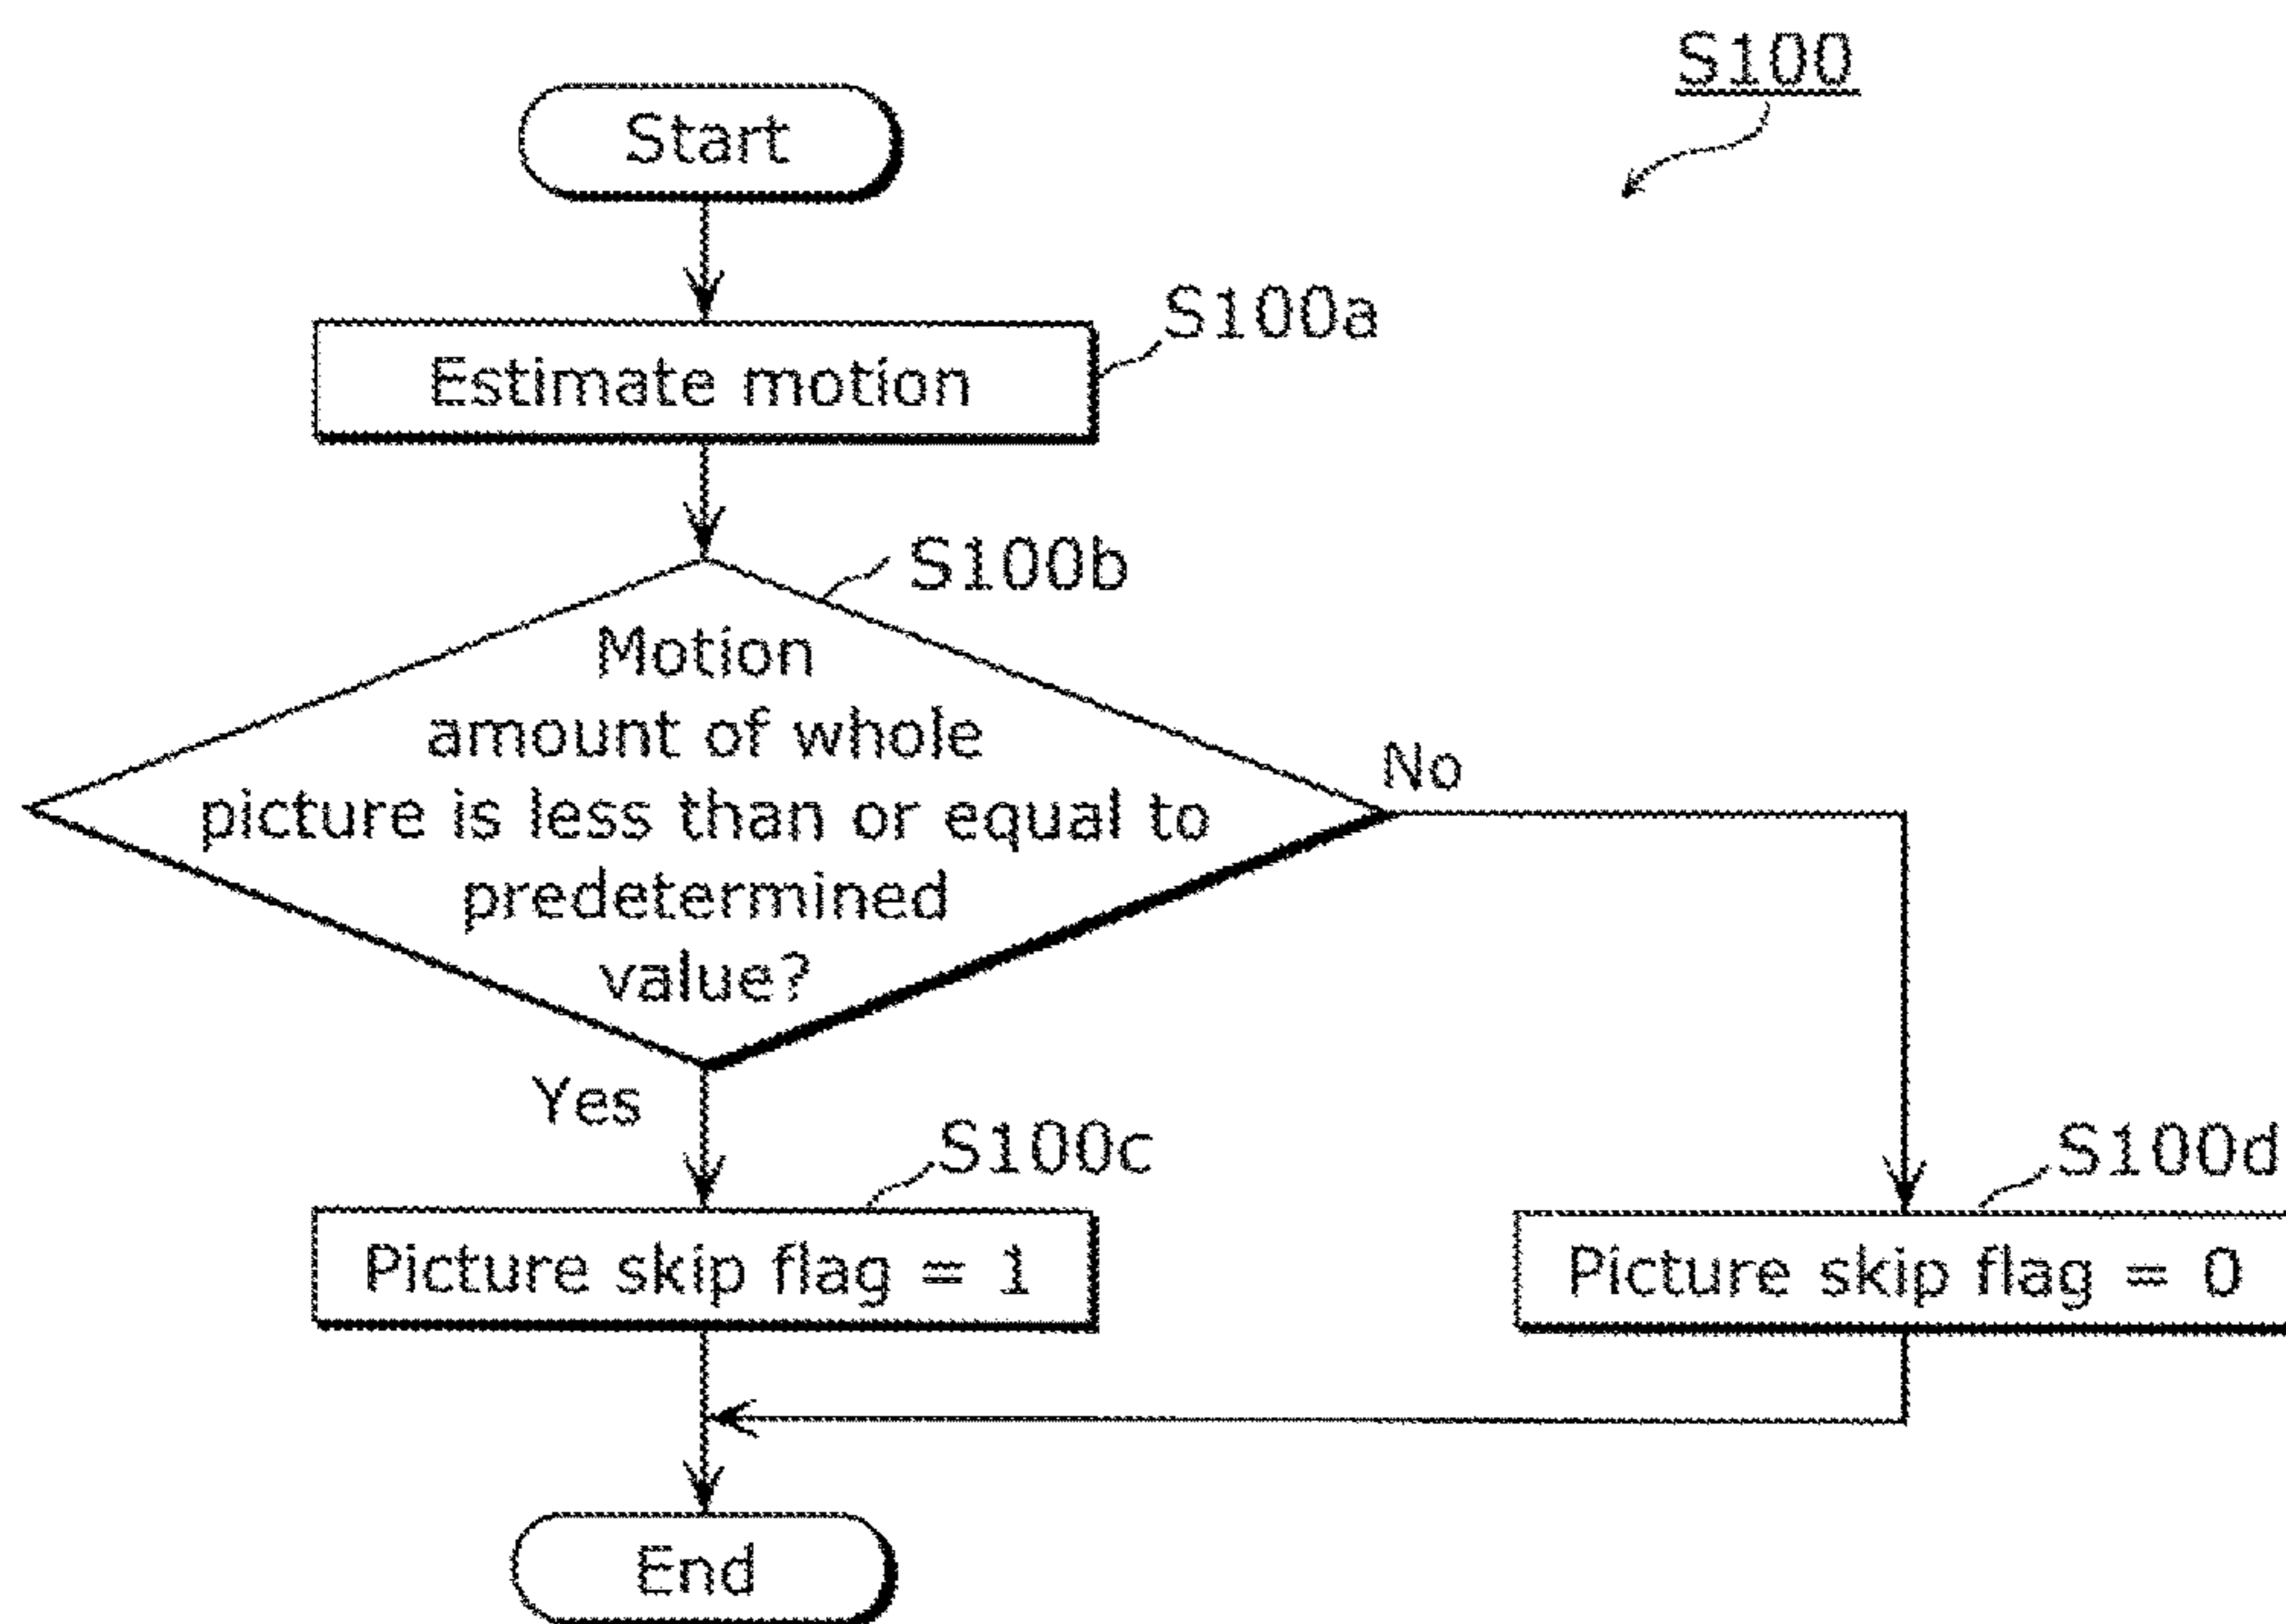 S100
Start
S100a
Estimate motion
S100b
Motion
amount of whole
picture is less than or equal to
predetermined
value?
No
Yes
S100c
Picture skip flag = 1
S100d
Picture skip flag = 0
End